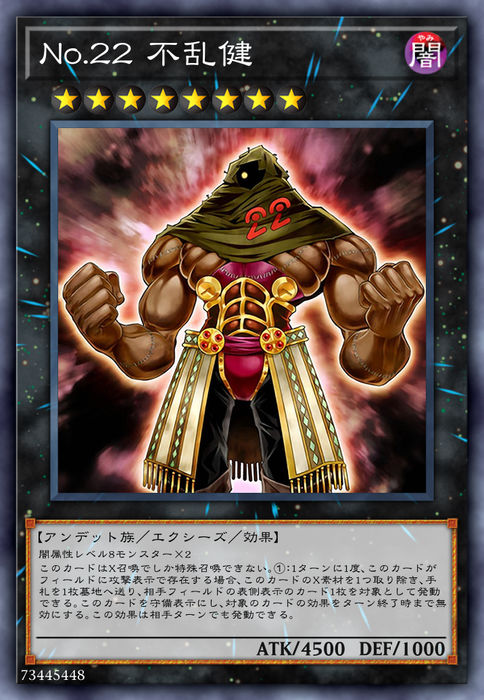 No.22 不乱健
やみ
闇
22
【アンデット族／エクシーズ／効果】
闇属性レベル8モンスター×2
このカードはX召喚でしか特殊召喚できない。①:1ターンに1度、このカードが
フィールドに攻撃表示で存在する場合、このカードのX素材を1つ取り除き、手
札を1枚墓地へ送り、相手フィールドの表側表示のカード1枚を対象として発動
できる。このカードを守備表示にし、対象のカードの効果をターン終了時まで無
効にする。この効果は相手ターンでも発動できる。
ATK/4500 DEF/1000
73445448